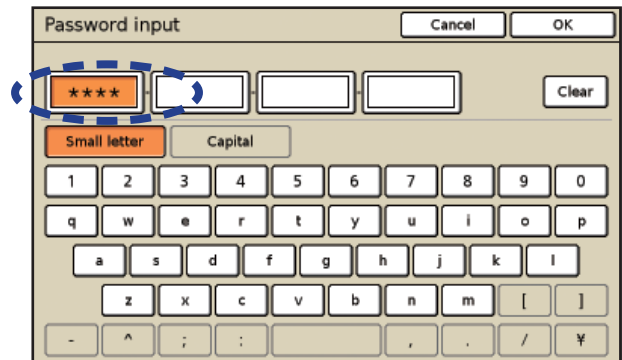 Password input Cancel OK
**** - - - Clear
Small letter Capital
1 2 3 4 5 6 7 8 9 0
q w e r t y u i o p
a s d f g h j k l
z x c v b n m [ ]
- ^ ; : , . / ¥